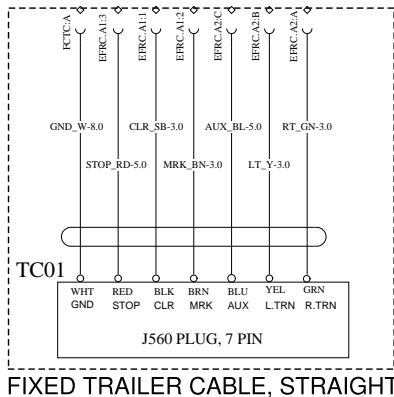 FCTC:A
EFRC.A1:3
EFRC.A1:1
EFRC.A1:2
EFRC.A2:C
EFRC.A2:B
EFRC.A2:A
GND_W-8.0 CLR_SB-3.0 AUX_BL-5.0 RT_GN-3.0
STOP_RD-5.0 MRK_BN-3.0 LT_Y-3.0
TC01
WHT RED BLK BRN BLU YEL GRN
GND STOP CLR MRK AUX L.TRN R.TRN
J560 PLUG, 7 PIN
FIXED TRAILER CABLE, STRAIGHT